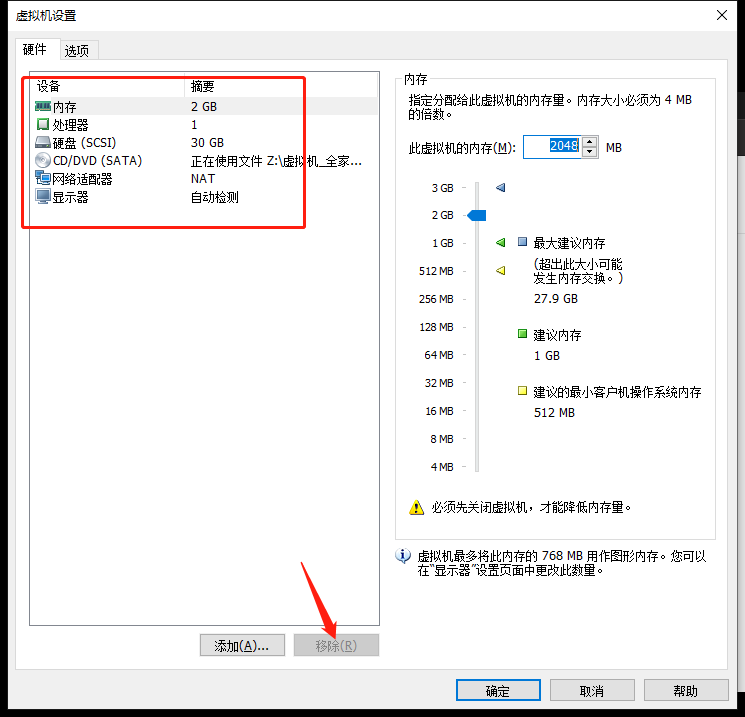 虚拟机设置
硬件
选项
设备 摘要
内存 2 GB
处理器 1
硬盘 (SCSI) 30 GB
CD/DVD (SATA) 正在使用文件 Z:\虚拟机_全家...
网络适配器 NAT
显示器 自动检测
添加(A)...
移除(R)
内存
指定分配给此虚拟机的内存量。内存大小必须为 4 MB
的倍数。
此虚拟机的内存(M): 2048 MB
3 GB
2 GB
1 GB
512 MB
256 MB
128 MB
64 MB
32 MB
16 MB
8 MB
4 MB
最大建议内存
(超出此大小可能
发生内存交换。)
27.9 GB
建议内存
1 GB
建议的最小客户机操作系统内存
512 MB
必须先关闭虚拟机，才能降低内存量。
虚拟机最多将此内存的 768 MB 用作图形内存。您可以
在“显示器”设置页面中更改此数量。
确定
取消
帮助